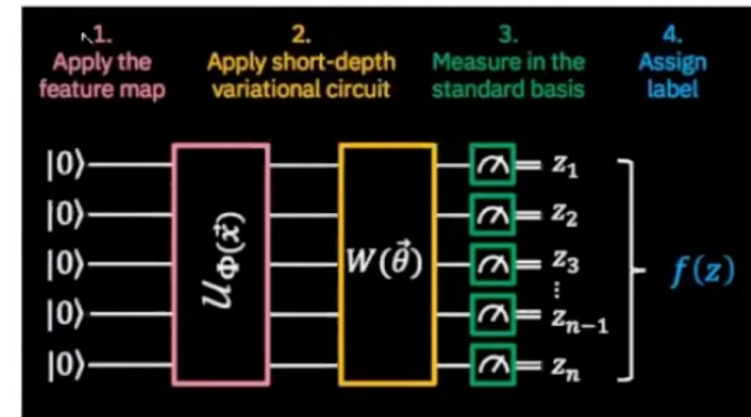 1.
Apply the
feature map
2.
Apply short-depth
variational circuit
3.
Measure in the
standard basis
4.
Assign
label
|0⟩
|0⟩
|0⟩
|0⟩
|0⟩
𝒰Φ(x⃗)
W(θ⃗)
z₁
z₂
z₃
⋮
zₙ₋₁
zₙ
f(z)